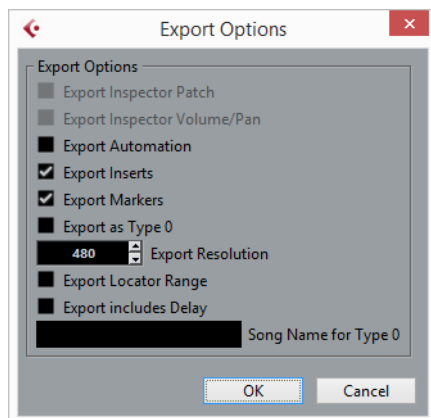 Export Options
Export Options
Export Inspector Patch
Export Inspector Volume/Pan
Export Automation
Export Inserts
Export Markers
Export as Type 0
480 Export Resolution
Export Locator Range
Export includes Delay
Song Name for Type 0
OK Cancel